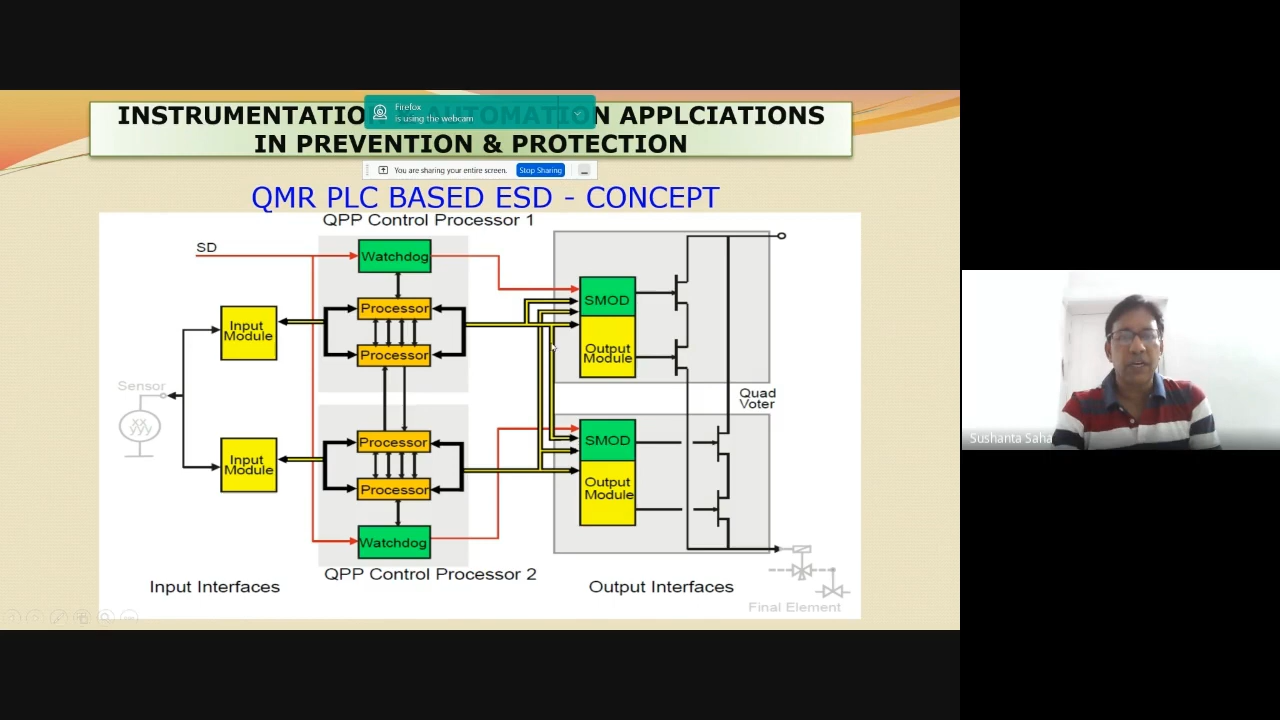 INSTRUMENTATIO AUTOMATION APPLCIATIONS
IN PREVENTION & PROTECTION
Firefox
is using the webcam
You are sharing your entire screen.
Stop Sharing
QMR PLC BASED ESD - CONCEPT
QPP Control Processor 1
SD
Watchdog
Processor
Processor
Input
Module
Sensor
Input
Module
Processor
Processor
Watchdog
QPP Control Processor 2
SMOD
Output
Module
Quad
Voter
SMOD
Output
Module
Input Interfaces
Output Interfaces
Final Element
Sushanta Saha